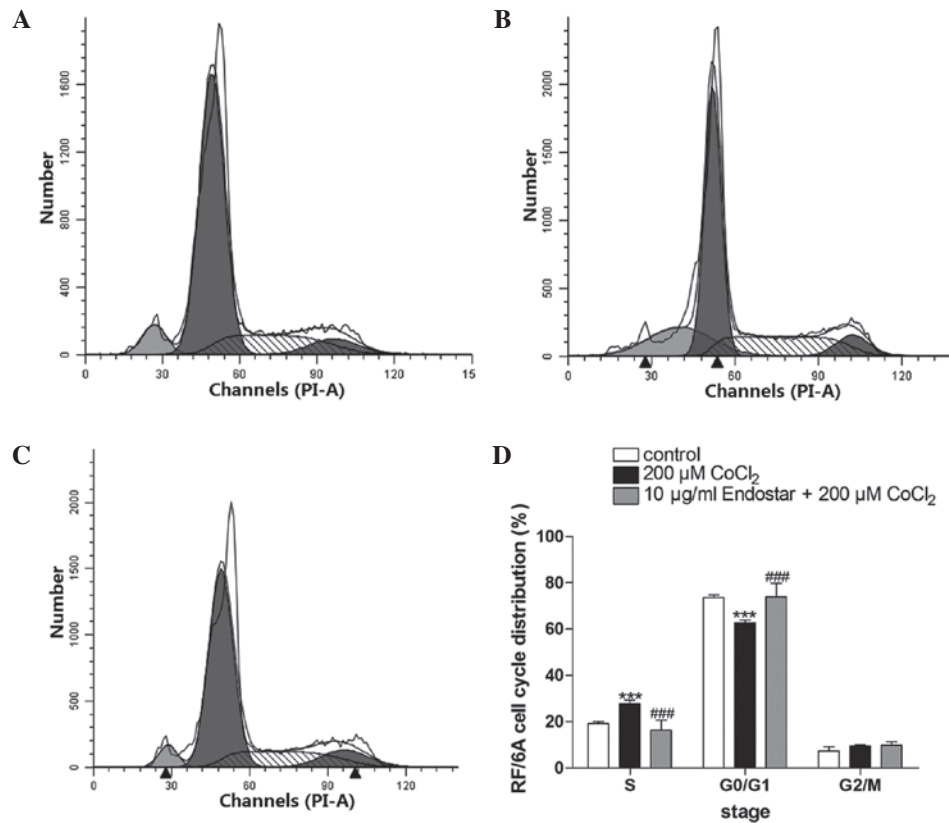 A
B
Number
1600
1200
800
400
0
0 30 60 90 120 15
Channels (PI-A)
Number
2000
1500
1000
500
0
0 30 60 90 120
Channels (PI-A)
C
D
Number
2000
1500
1000
500
0
0 30 60 90 120
Channels (PI-A)
control
200 µM CoCl₂
10 µg/ml Endostar + 200 µM CoCl₂
RF/6A cell cycle distribution (%)
100
80
60
40
20
0
*** ###
*** ###
S G0/G1 G2/M
stage